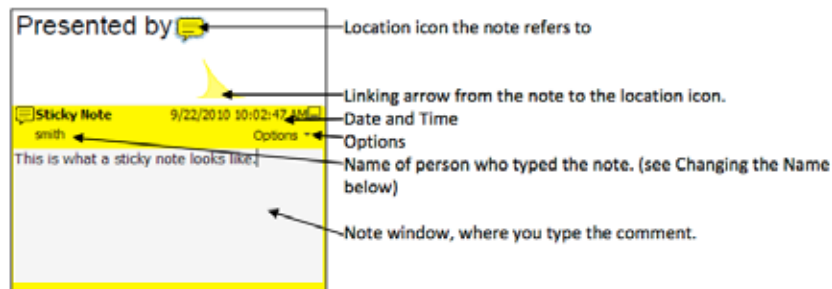 Presented by
Location icon the note refers to
Linking arrow from the note to the location icon.
Sticky Note 9/22/2010 10:02:47 AM
Date and Time
smith Options
Options
This is what a sticky note looks like.
Name of person who typed the note. (see Changing the Name
below)
Note window, where you type the comment.